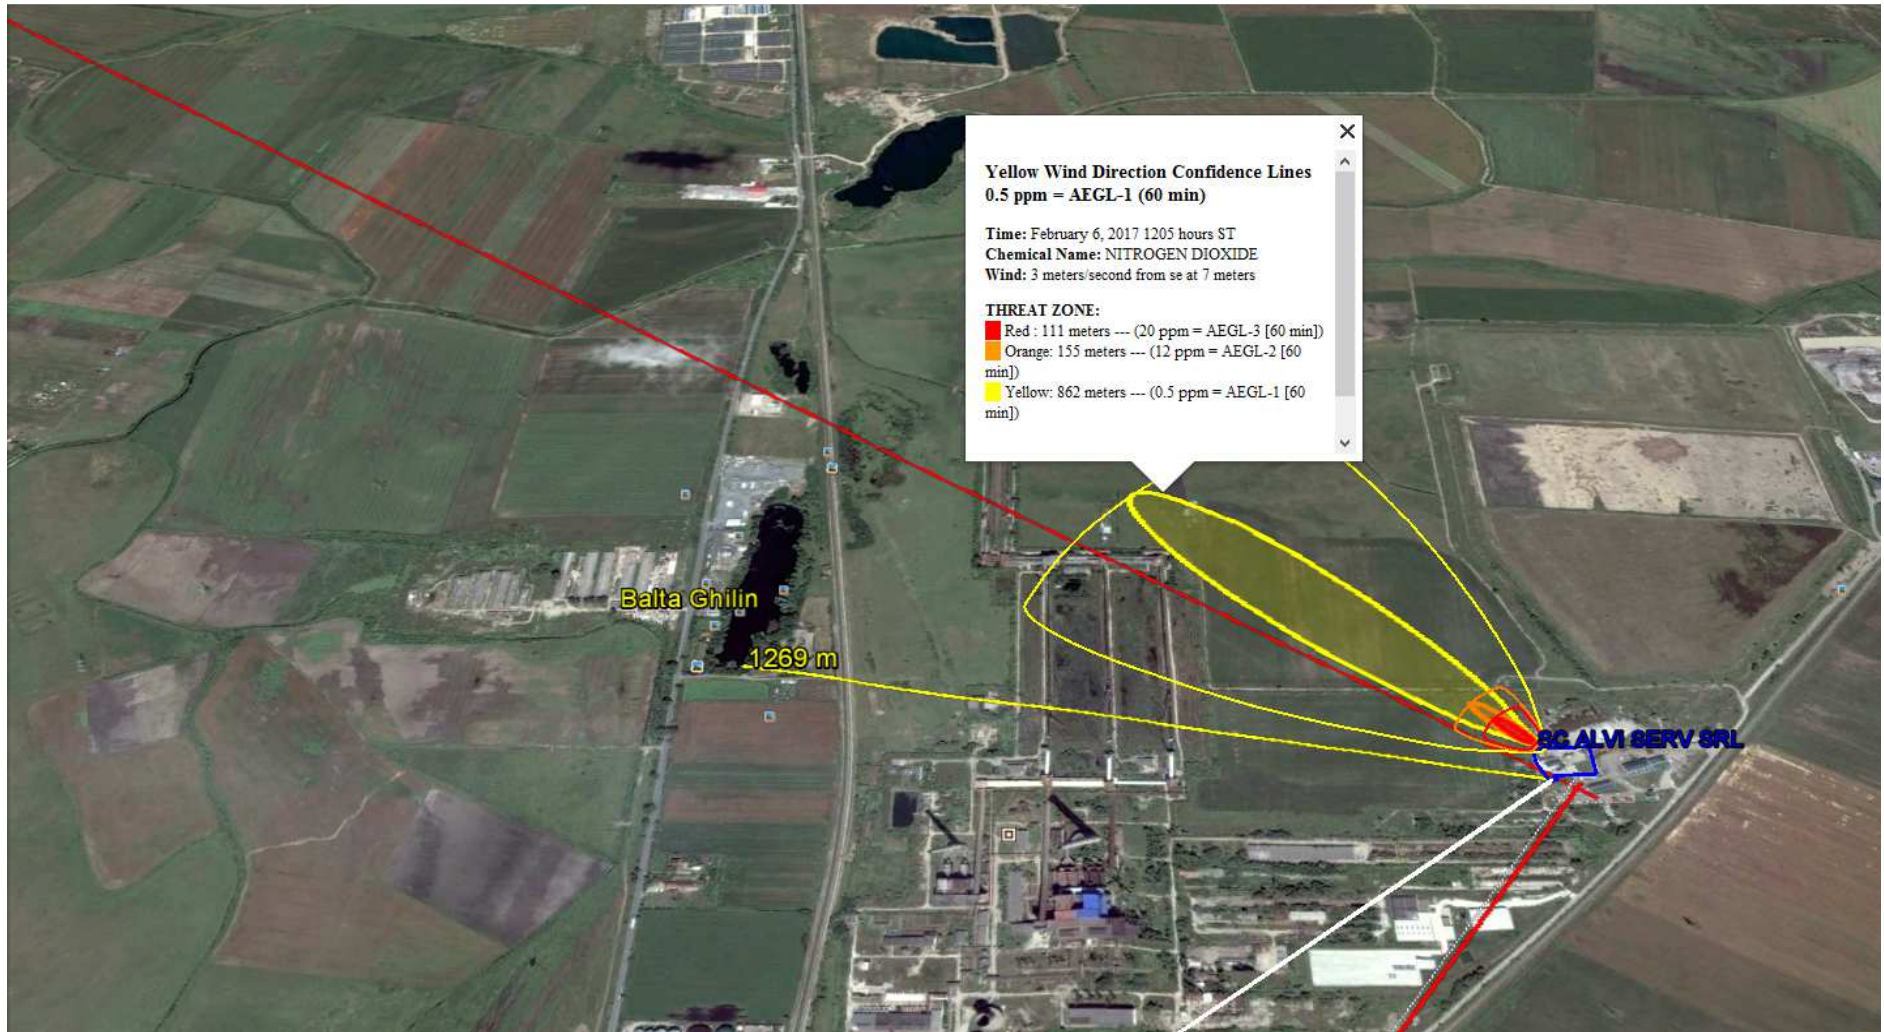 Yellow Wind Direction Confidence Lines
0.5 ppm = AEGL-1 (60 min)
Time: February 6, 2017 1205 hours ST
Chemical Name: NITROGEN DIOXIDE
Wind: 3 meters/second from se at 7 meters
THREAT ZONE:
Red : 111 meters --- (20 ppm = AEGL-3 [60 min])
Orange: 155 meters --- (12 ppm = AEGL-2 [60
min])
Yellow: 862 meters --- (0.5 ppm = AEGL-1 [60
min])
Balta Ghilin
1269 m
SC ALVI SERV SRL